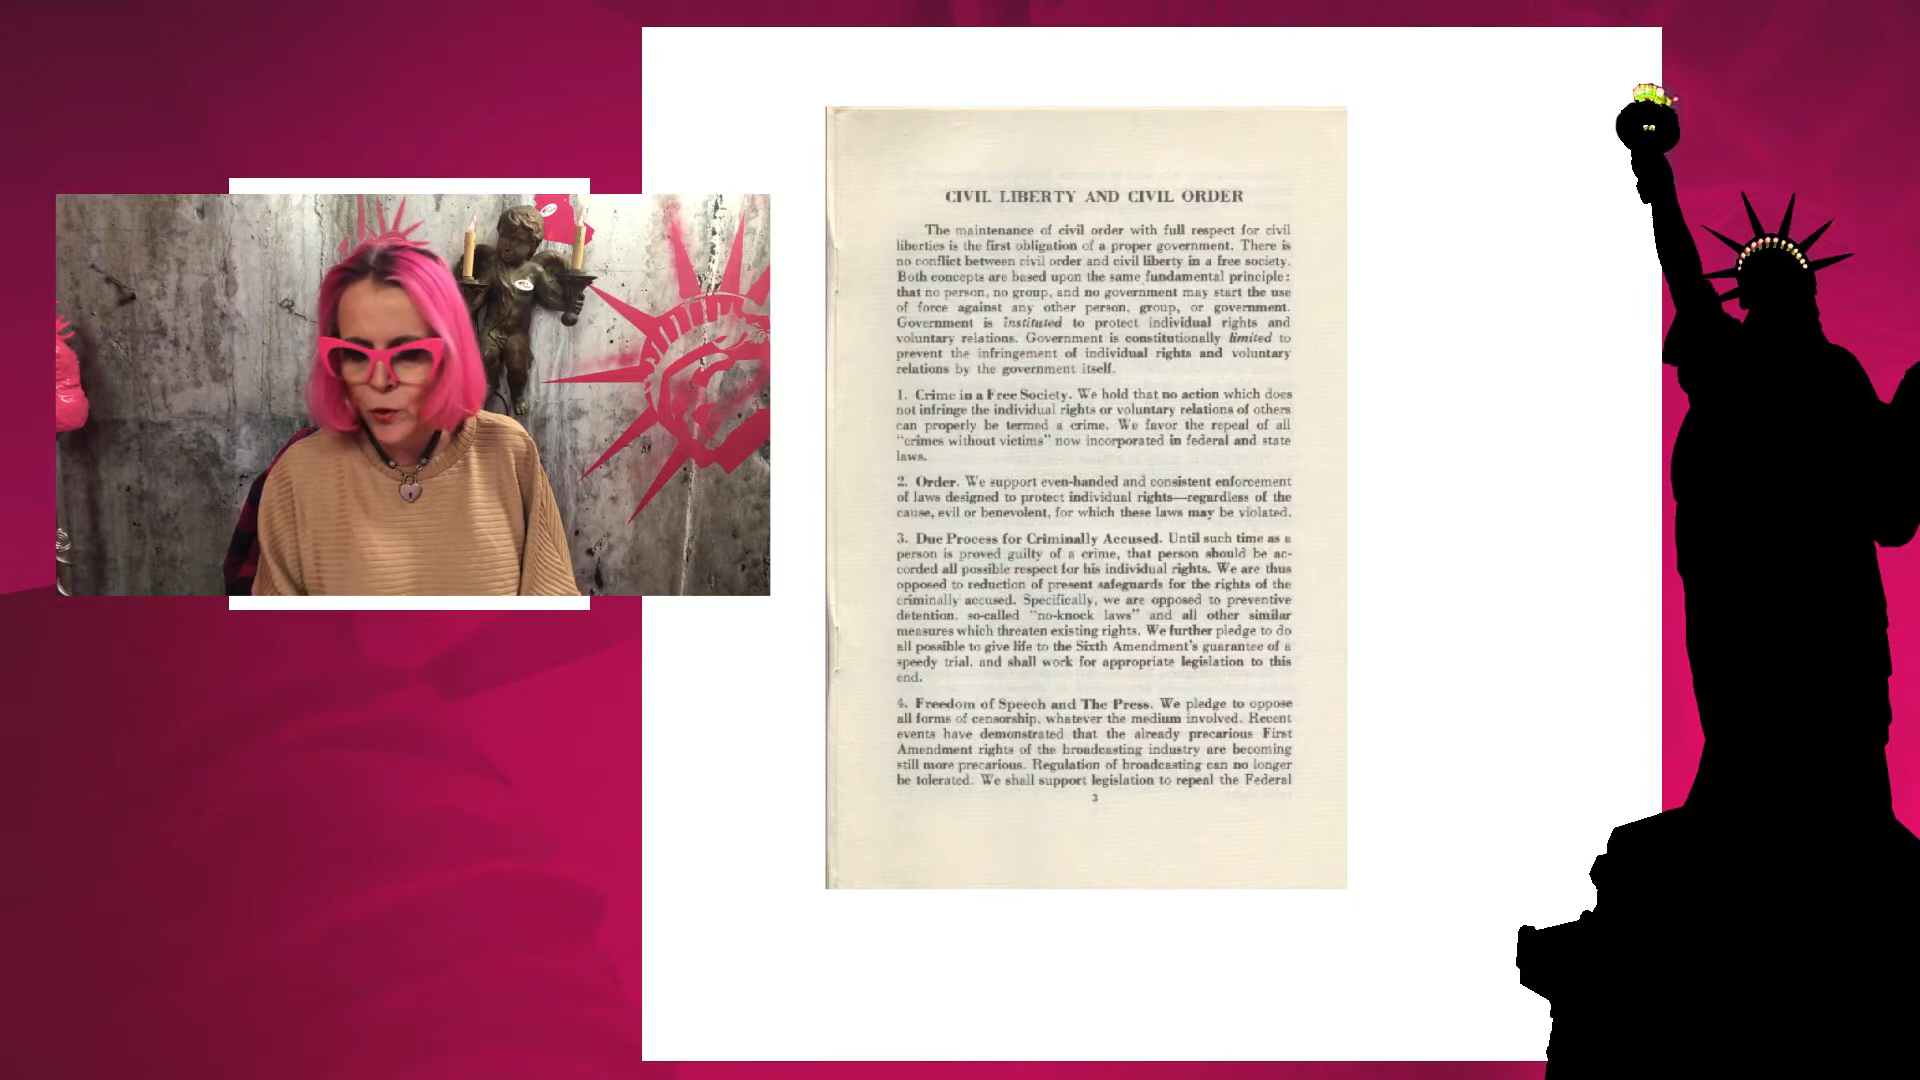 CIVIL LIBERTY AND CIVIL ORDER
The maintenance of civil order with full respect for civil
liberties is the first obligation of a proper government. There is
no conflict between civil order and civil liberty in a free society.
Both concepts are based upon the same fundamental principle:
that no person, no group, and no government may start the use
of force against any other person, group, or government.
Government is instituted to protect individual rights and
voluntary relations. Government is constitutionally limited to
prevent the infringement of individual rights and voluntary
relations by the government itself.
1. Crime in a Free Society. We hold that no action which does
not infringe the individual rights or voluntary relations of others
can properly be termed a crime. We favor the repeal of all
“crimes without victims” now incorporated in federal and state
laws.
2. Order. We support even-handed and consistent enforcement
of laws designed to protect individual rights—regardless of the
cause, evil or benevolent, for which these laws may be violated.
3. Due Process for Criminally Accused. Until such time as a
person is proved guilty of a crime, that person should be ac-
corded all possible respect for his individual rights. We are thus
opposed to reduction of present safeguards for the rights of the
criminally accused. Specifically, we are opposed to preventive
detention, so-called “no-knock laws” and all other similar
measures which threaten existing rights. We further pledge to do
all possible to give life to the Sixth Amendment's guarantee of a
speedy trial, and shall work for appropriate legislation to this
end.
4. Freedom of Speech and The Press. We pledge to oppose
all forms of censorship, whatever the medium involved. Recent
events have demonstrated that the already precarious First
Amendment rights of the broadcasting industry are becoming
still more precarious. Regulation of broadcasting can no longer
be tolerated. We shall support legislation to repeal the Federal
3